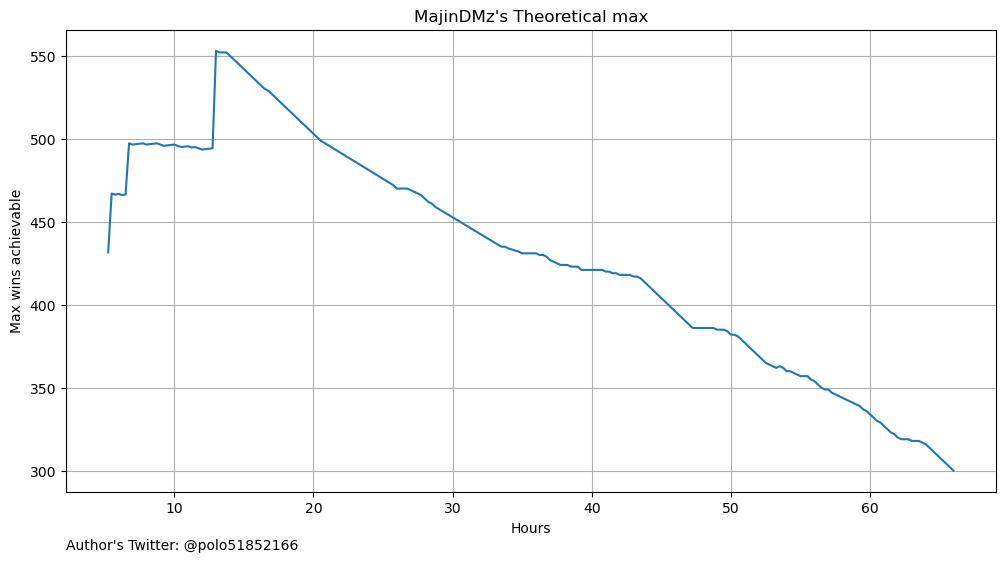 MajinDMz's Theoretical max
Max wins achievable
550
500
450
400
350
300
10 20 30 40 50 60
Hours
Author's Twitter: @polo51852166